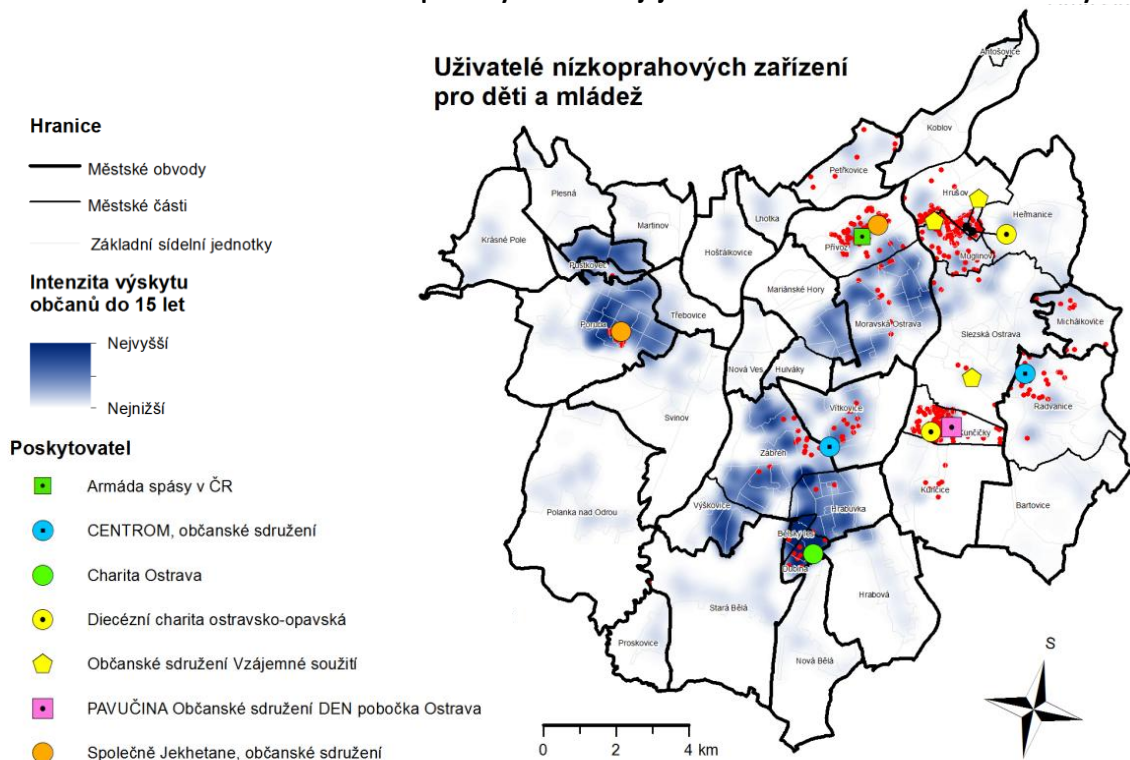 Uživatelé nízkoprahových zařízení
pro děti a mládež
Hranice
Městské obvody
Městské části
Základní sídelní jednotky
Intenzita výskytu
občanů do 15 let
Nejvyšší
Nejnižší
Poskytovatel
Armáda spásy v ČR
CENTROM, občanské sdružení
Charita Ostrava
Diecézní charita ostravsko-opavská
Občanské sdružení Vzájemné soužití
PAVUČINA Občanské sdružení DEN pobočka Ostrava
Společně Jekhetane, občanské sdružení
Antošovice
Koblov
Petřkovice
Hrušov
Heřmanice
Plesná
Martinov
Lhotka
Krásné Pole
Hošťálkovice
Přívoz
Muglinov
Pustkovec
Mariánské Hory
Třebovice
Poruba
Moravská Ostrava
Slezská Ostrava
Michálkovice
Nová Ves
Hulváky
Radvanice
Svinov
Vítkovice
Kunčičky
Zábřeh
Kunčice
Výškovice
Hrabůvka
Bartovice
Polanka nad Odrou
Bělský les
Dubina
Hrabová
Stará Bělá
Proskovice
Nová Bělá
S
0 2 4 km